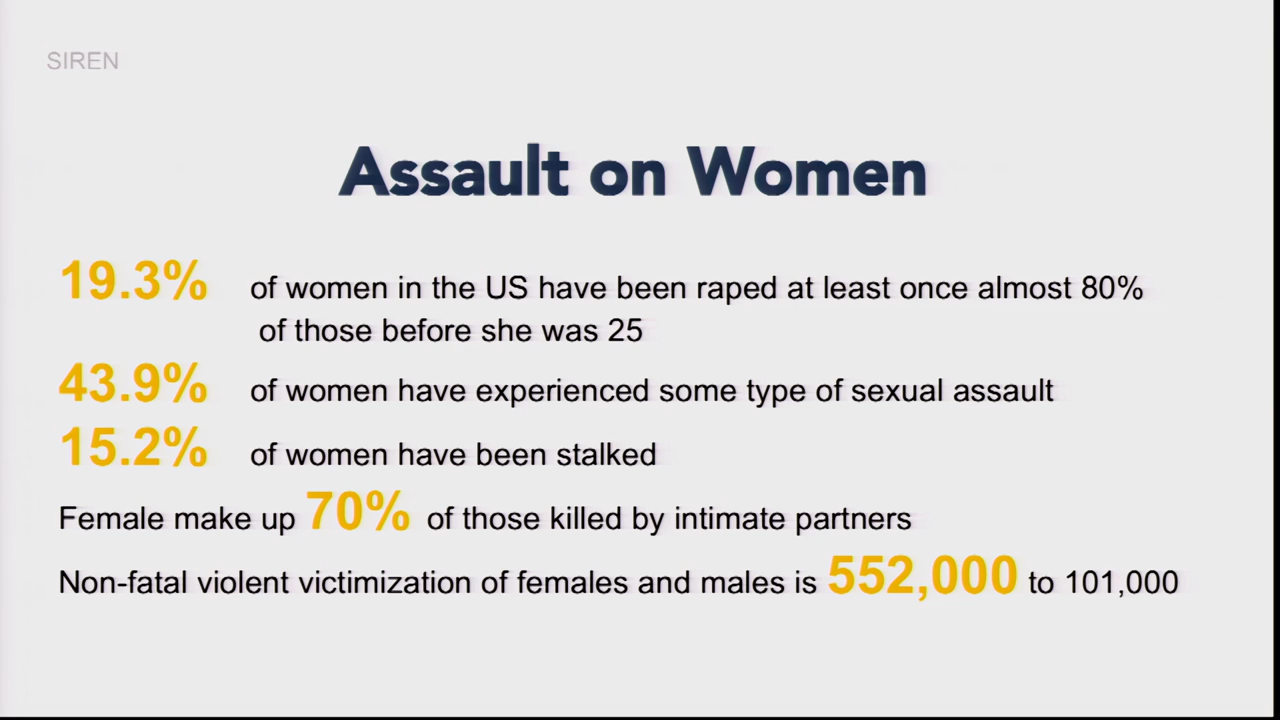 SIREN
Assault on Women
19.3% of women in the US have been raped at least once almost 80%
of those before she was 25
43.9% of women have experienced some type of sexual assault
15.2% of women have been stalked
Female make up 70% of those killed by intimate partners
Non-fatal violent victimization of females and males is 552,000 to 101,000